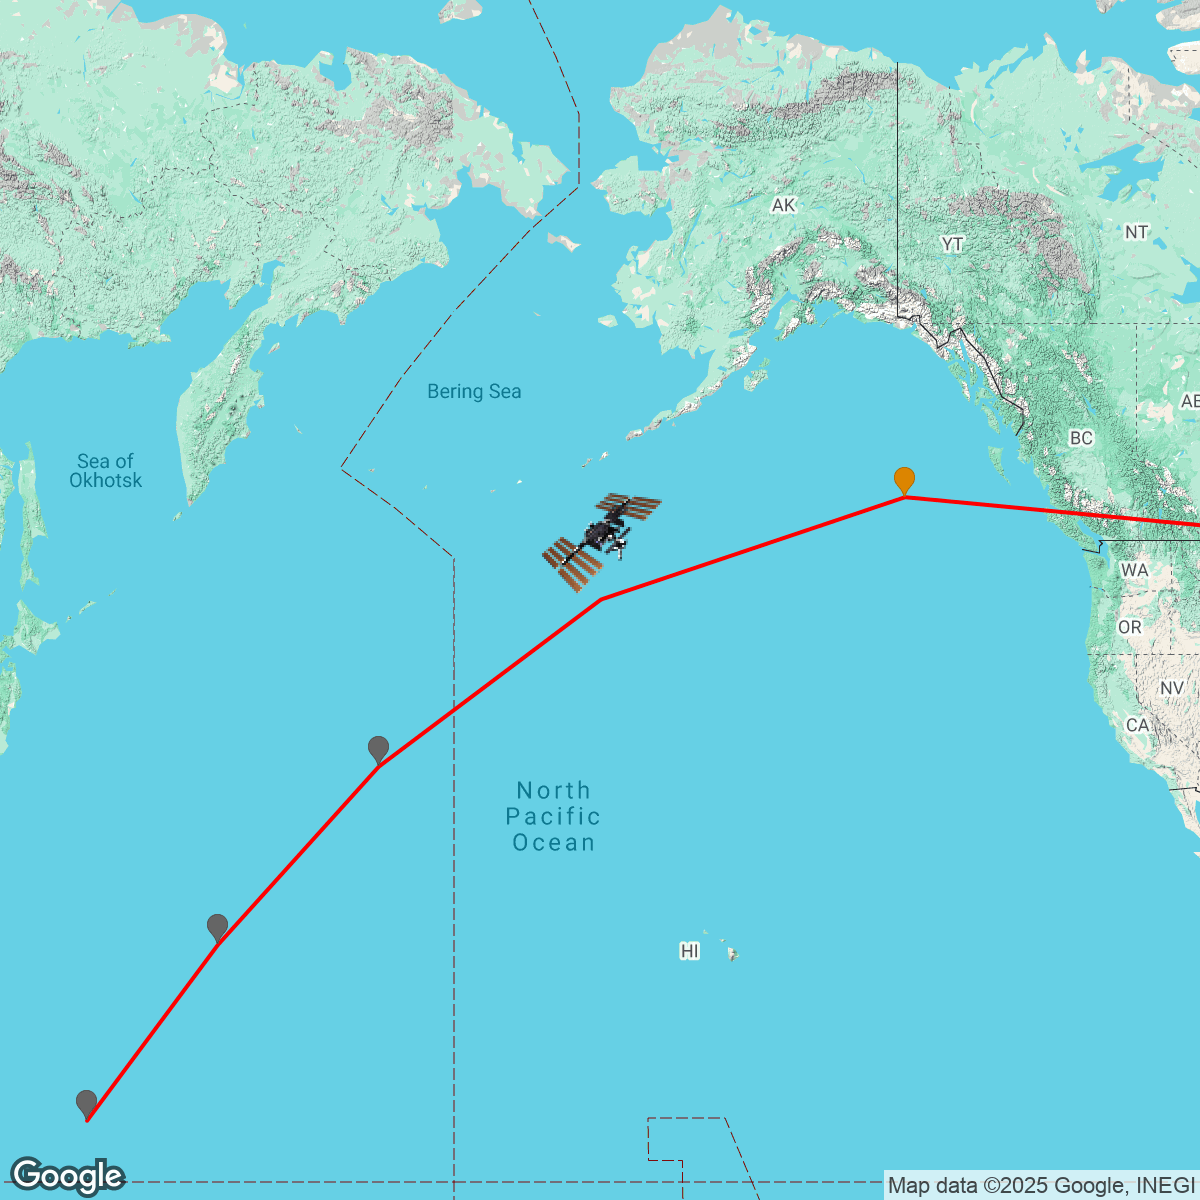 AK
YT
NT
Bering Sea
AB
BC
Sea of
Okhotsk
WA
OR
NV
CA
North
Pacific
Ocean
HI
Google
Map data ©2025 Google, INEGI